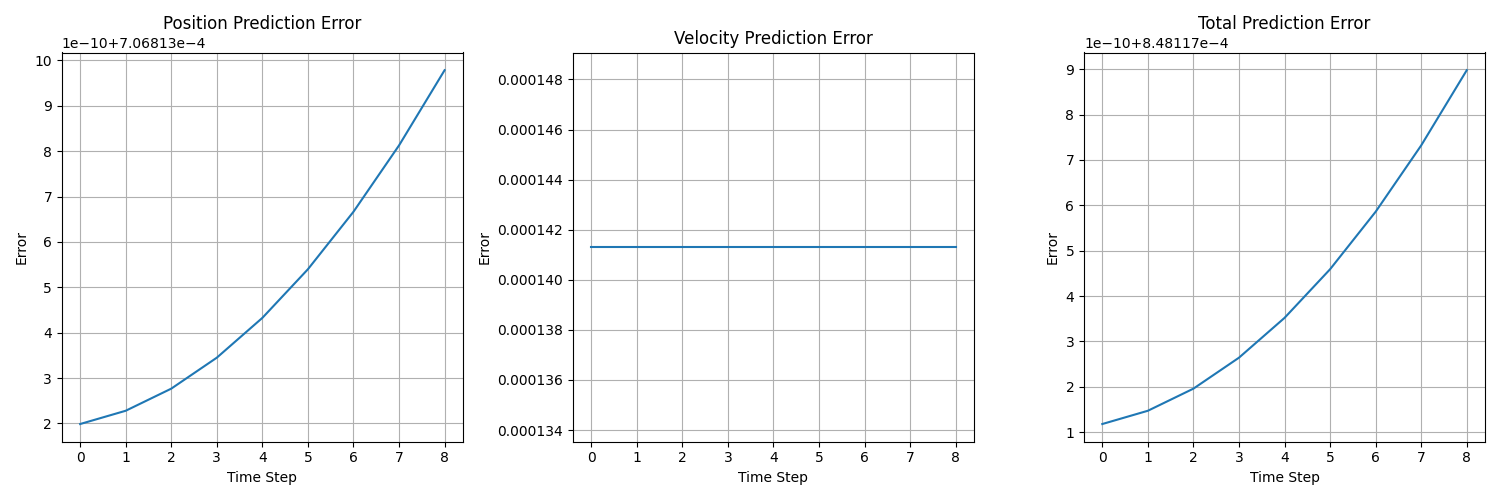 Position Prediction Error
1e−10+7.06813e−4
10
9
8
7
6
5
4
3
2
Error
0 1 2 3 4 5 6 7 8
Time Step
Velocity Prediction Error
0.000148
0.000146
0.000144
0.000142
0.000140
0.000138
0.000136
0.000134
Error
0 1 2 3 4 5 6 7 8
Time Step
Total Prediction Error
1e−10+8.48117e−4
9
8
7
6
5
4
3
2
1
Error
0 1 2 3 4 5 6 7 8
Time Step